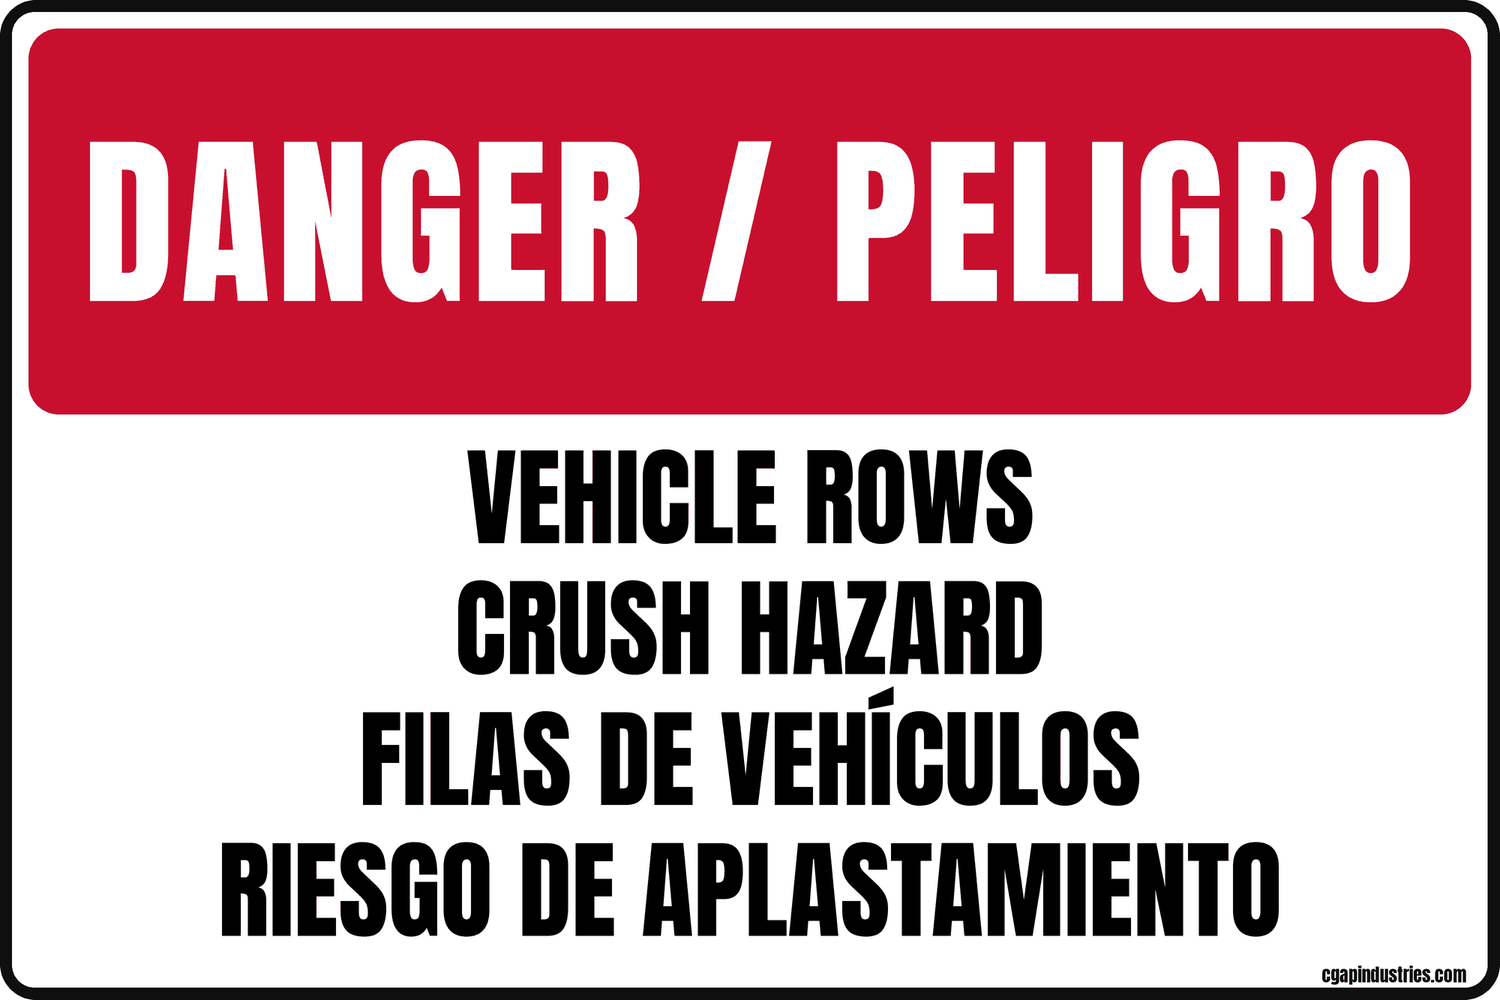 DANGER / PELIGRO
VEHICLE ROWS
CRUSH HAZARD
FILAS DE VEHÍCULOS
RIESGO DE APLASTAMIENTO
cgapindustries.com